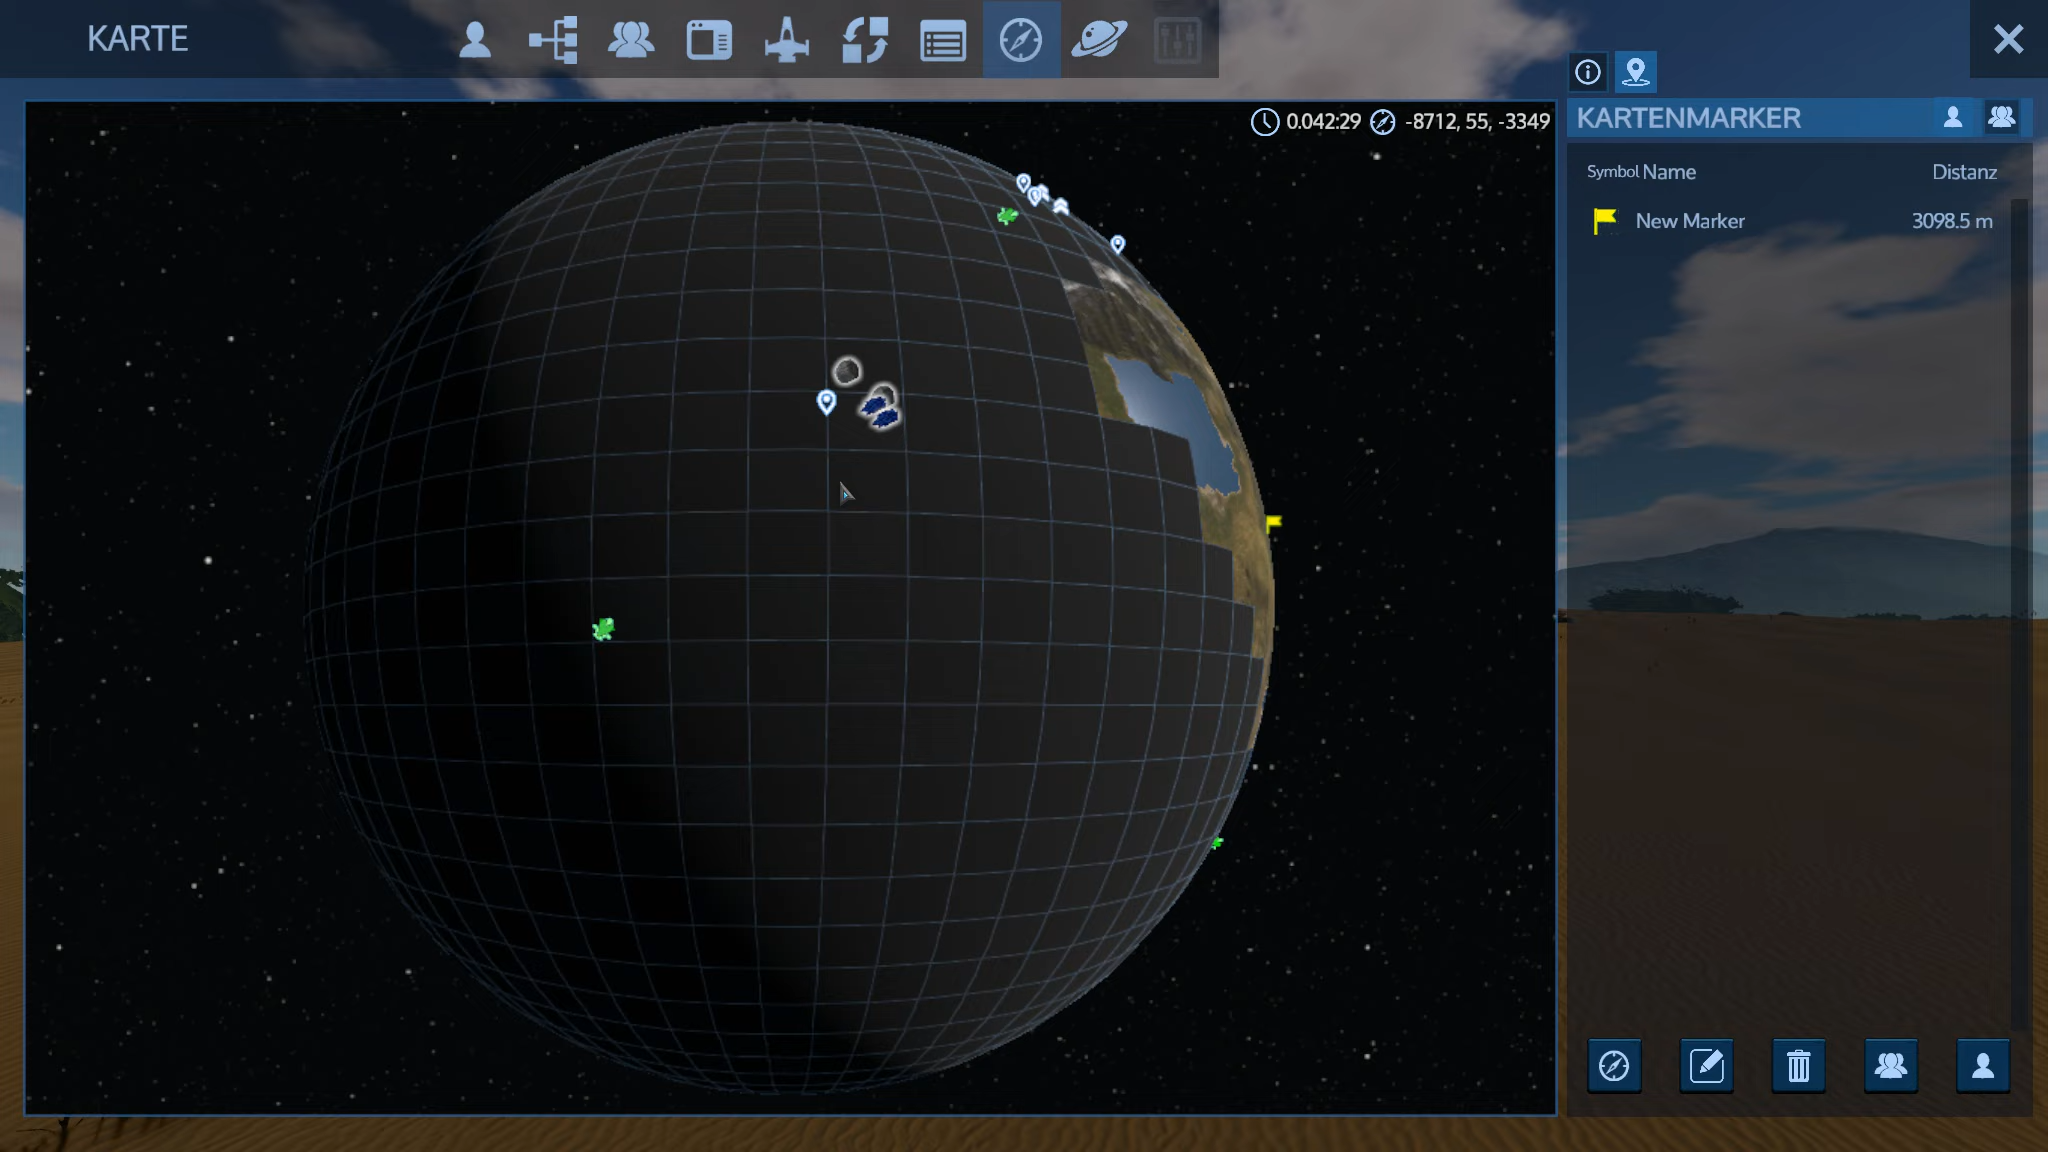 KARTE
0.042:29 -8712, 55, -3349
KARTENMARKER
Symbol Name Distanz
New Marker 3098.5 m